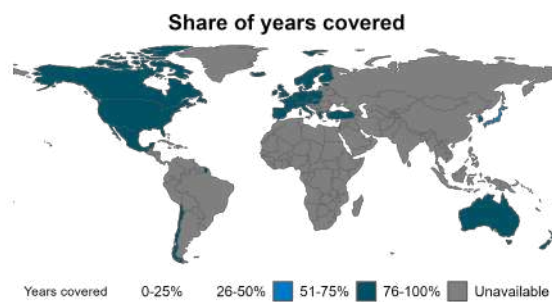 Share of years covered
Years covered 0-25% 26-50% 51-75% 76-100% Unavailable